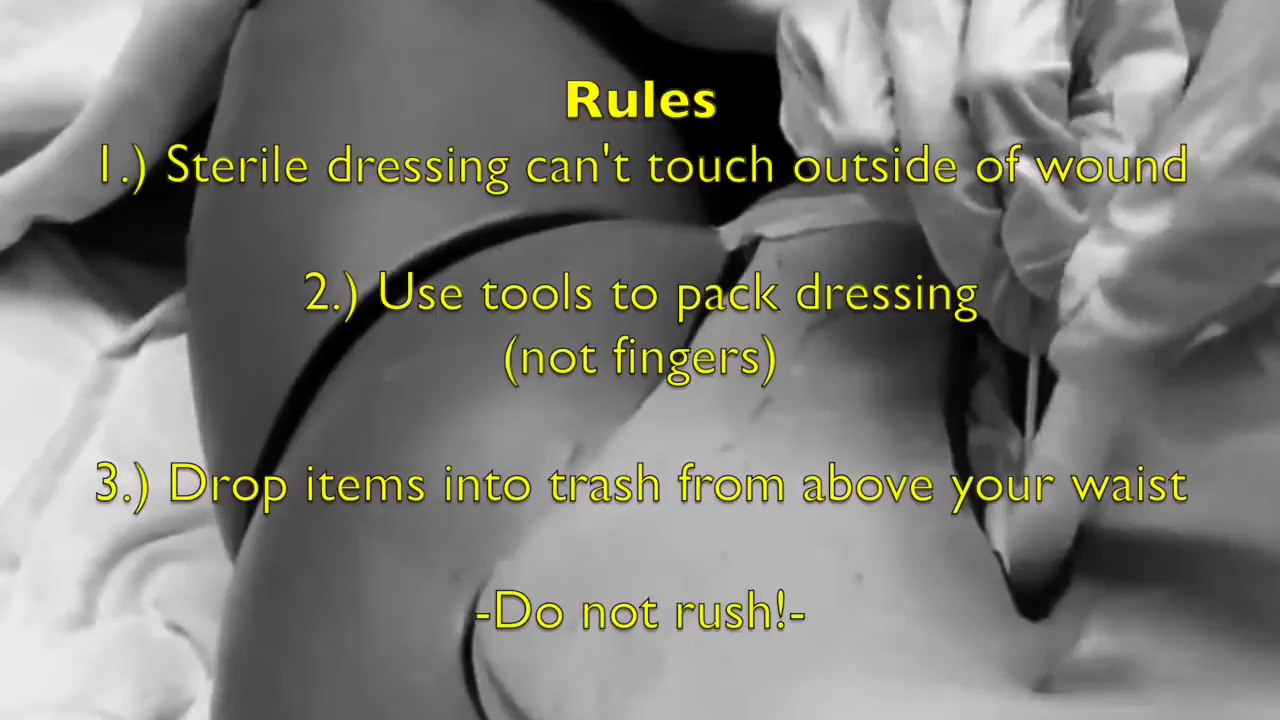 Rules
1.) Sterile dressing can't touch outside of wound
2.) Use tools to pack dressing
(not fingers)
3.) Drop items into trash from above your waist
-Do not rush!-